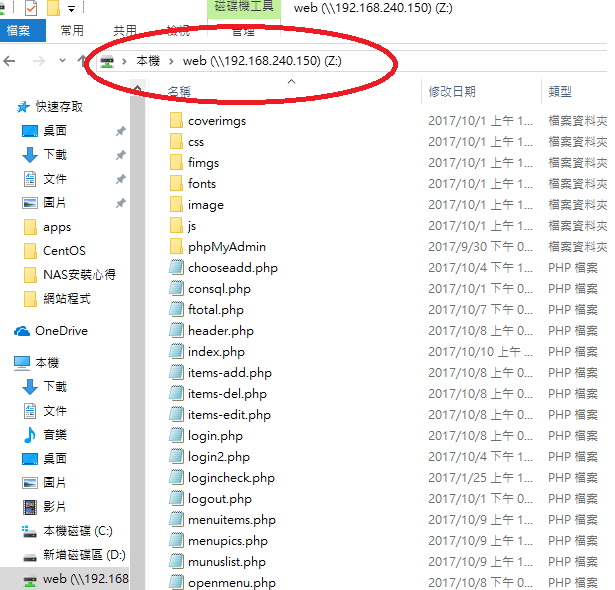 磁碟機工具 web (\\192.168.240.150) (Z:)
檔案 常用 共用 檢視 管理
本機 › web (\\192.168.240.150) (Z:)
名稱 修改日期 類型
快速存取
桌面
下載
文件
圖片
apps
CentOS
NAS安裝心得
網站程式
OneDrive
本機
下載
文件
音樂
桌面
圖片
影片
本機磁碟 (C:)
新增磁碟區 (D:)
web (\\192.168
coverimgs 2017/10/1 上午 1... 檔案資料夾
css 2017/10/1 上午 1... 檔案資料夾
fimgs 2017/10/1 上午 1... 檔案資料夾
fonts 2017/10/1 上午 1... 檔案資料夾
image 2017/10/1 上午 1... 檔案資料夾
js 2017/10/1 上午 1... 檔案資料夾
phpMyAdmin 2017/9/30 下午 0... 檔案資料夾
chooseadd.php 2017/10/4 下午 1... PHP 檔案
consql.php 2017/10/1 下午 0... PHP 檔案
ftotal.php 2017/10/7 下午 0... PHP 檔案
header.php 2017/10/8 上午 0... PHP 檔案
index.php 2017/10/10 上午 ... PHP 檔案
items-add.php 2017/10/8 上午 0... PHP 檔案
items-del.php 2017/10/8 上午 0... PHP 檔案
items-edit.php 2017/10/8 上午 0... PHP 檔案
login.php 2017/10/8 上午 0... PHP 檔案
login2.php 2017/10/4 下午 1... PHP 檔案
logincheck.php 2017/1/25 上午 1... PHP 檔案
logout.php 2017/10/1 下午 0... PHP 檔案
menuitems.php 2017/10/9 上午 1... PHP 檔案
menupics.php 2017/10/9 上午 1... PHP 檔案
munuslist.php 2017/10/9 上午 1... PHP 檔案
openmenu.php 2017/10/8 下午 0... PHP 檔案